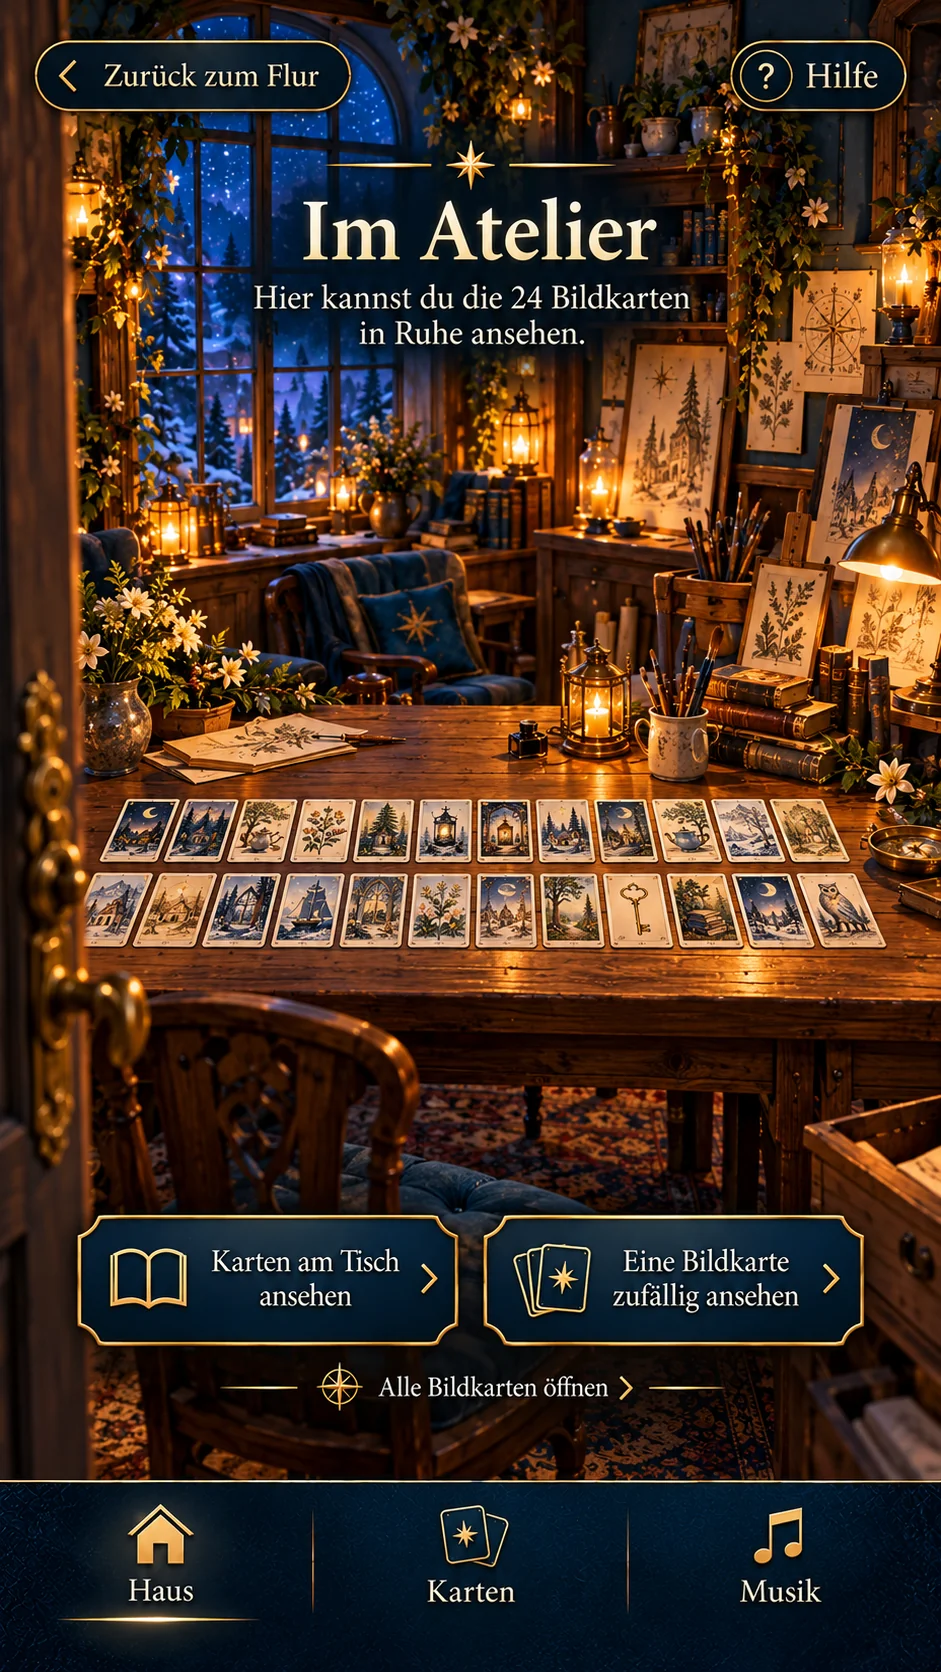 Zurück zum Flur
? Hilfe
Im Atelier
Hier kannst du die 24 Bildkarten
in Ruhe ansehen.
Karten am Tisch
ansehen
Eine Bildkarte
zufällig ansehen
Alle Bildkarten öffnen
Haus
Karten
Musik